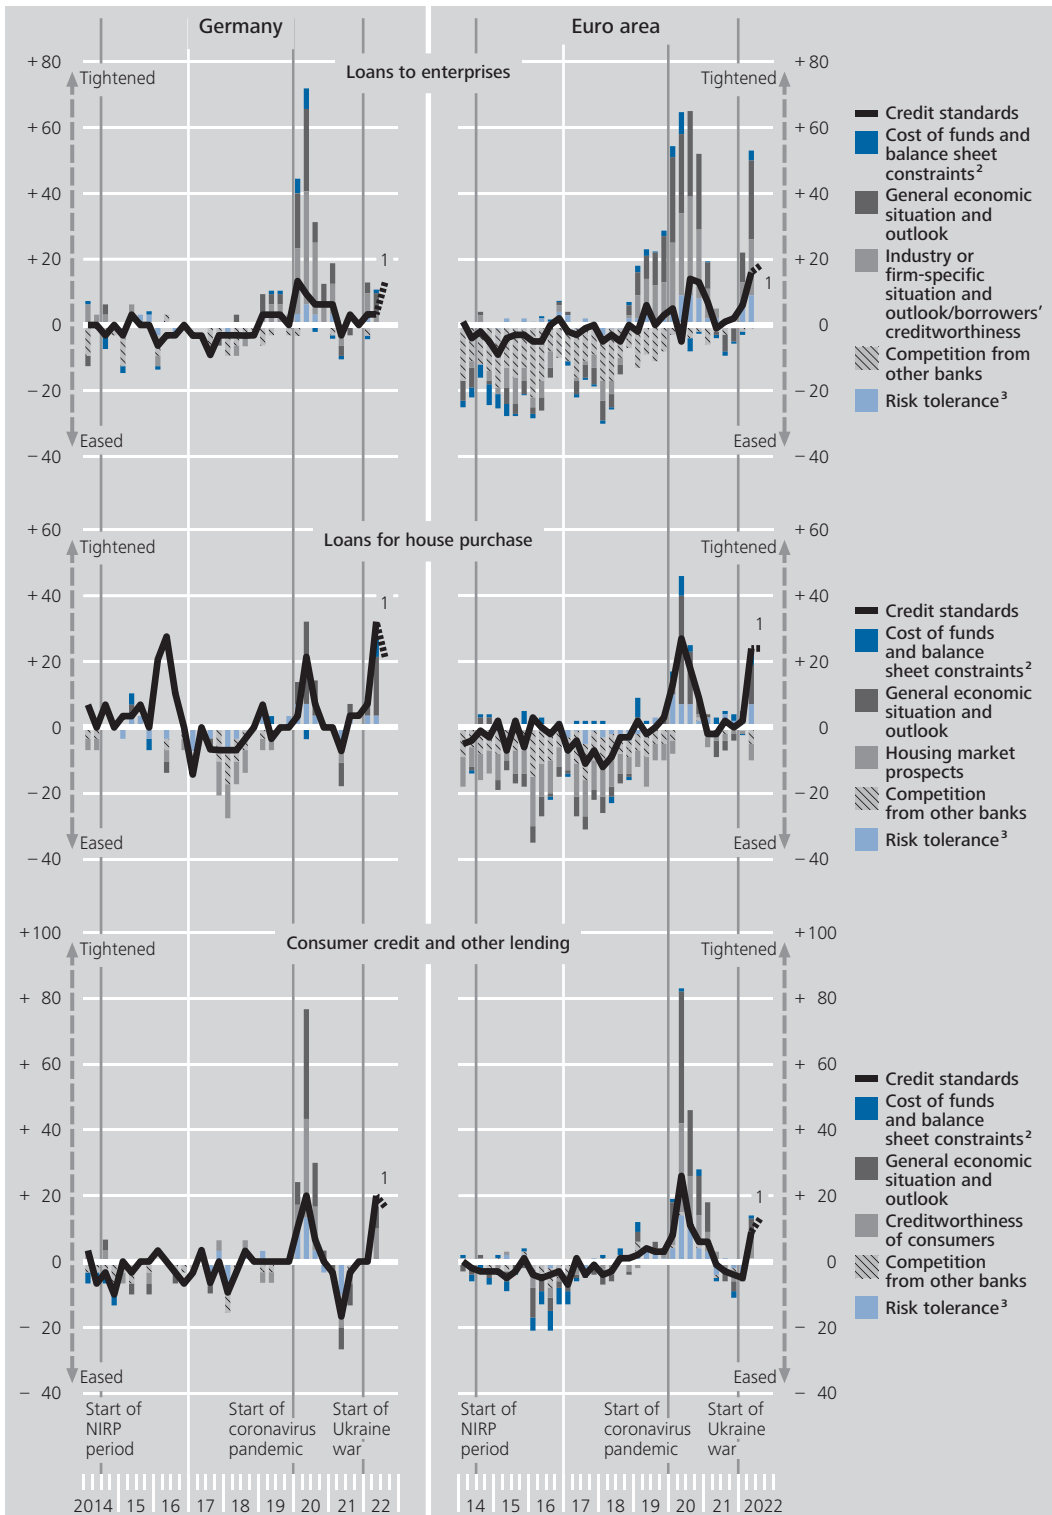 Germany
Euro area
Loans to enterprises
+ 80
+ 60
+ 40
+ 20
0
− 20
− 40
Tightened
Eased
1
+ 80
+ 60
+ 40
+ 20
0
− 20
− 40
Tightened
Eased
1
Credit standards
Cost of funds and
balance sheet
constraints²
General economic
situation and
outlook
Industry or
firm-specific
situation and
outlook/borrowers’
creditworthiness
Competition from
other banks
Risk tolerance³
Loans for house purchase
+ 60
+ 40
+ 20
0
− 20
− 40
Tightened
Eased
1
+ 60
+ 40
+ 20
0
− 20
− 40
Tightened
Eased
1
Credit standards
Cost of funds
and balance
sheet constraints²
General economic
situation and
outlook
Housing market
prospects
Competition
from other banks
Risk tolerance³
Consumer credit and other lending
+ 100
+ 80
+ 60
+ 40
+ 20
0
− 20
− 40
Tightened
Eased
1
+ 100
+ 80
+ 60
+ 40
+ 20
0
− 20
− 40
Tightened
Eased
1
Credit standards
Cost of funds
and balance
sheet constraints²
General economic
situation and
outlook
Creditworthiness
of consumers
Competition
from other banks
Risk tolerance³
Start of
NIRP
period
Start of
coronavirus
pandemic
Start of
Ukraine
war
Start of
NIRP
period
Start of
coronavirus
pandemic
Start of
Ukraine
war
2014 15 16 17 18 19 20 21 22
14 15 16 17 18 19 20 21 2022